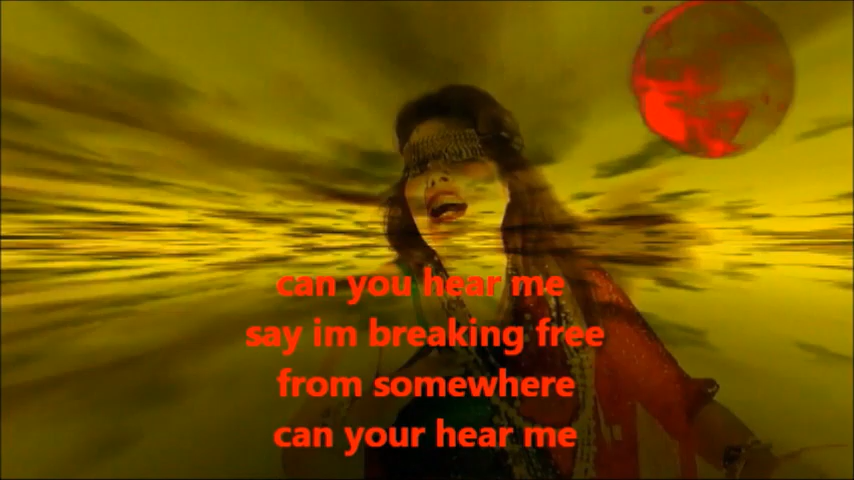 can you hear me
say im breaking free
from somewhere
can your hear me